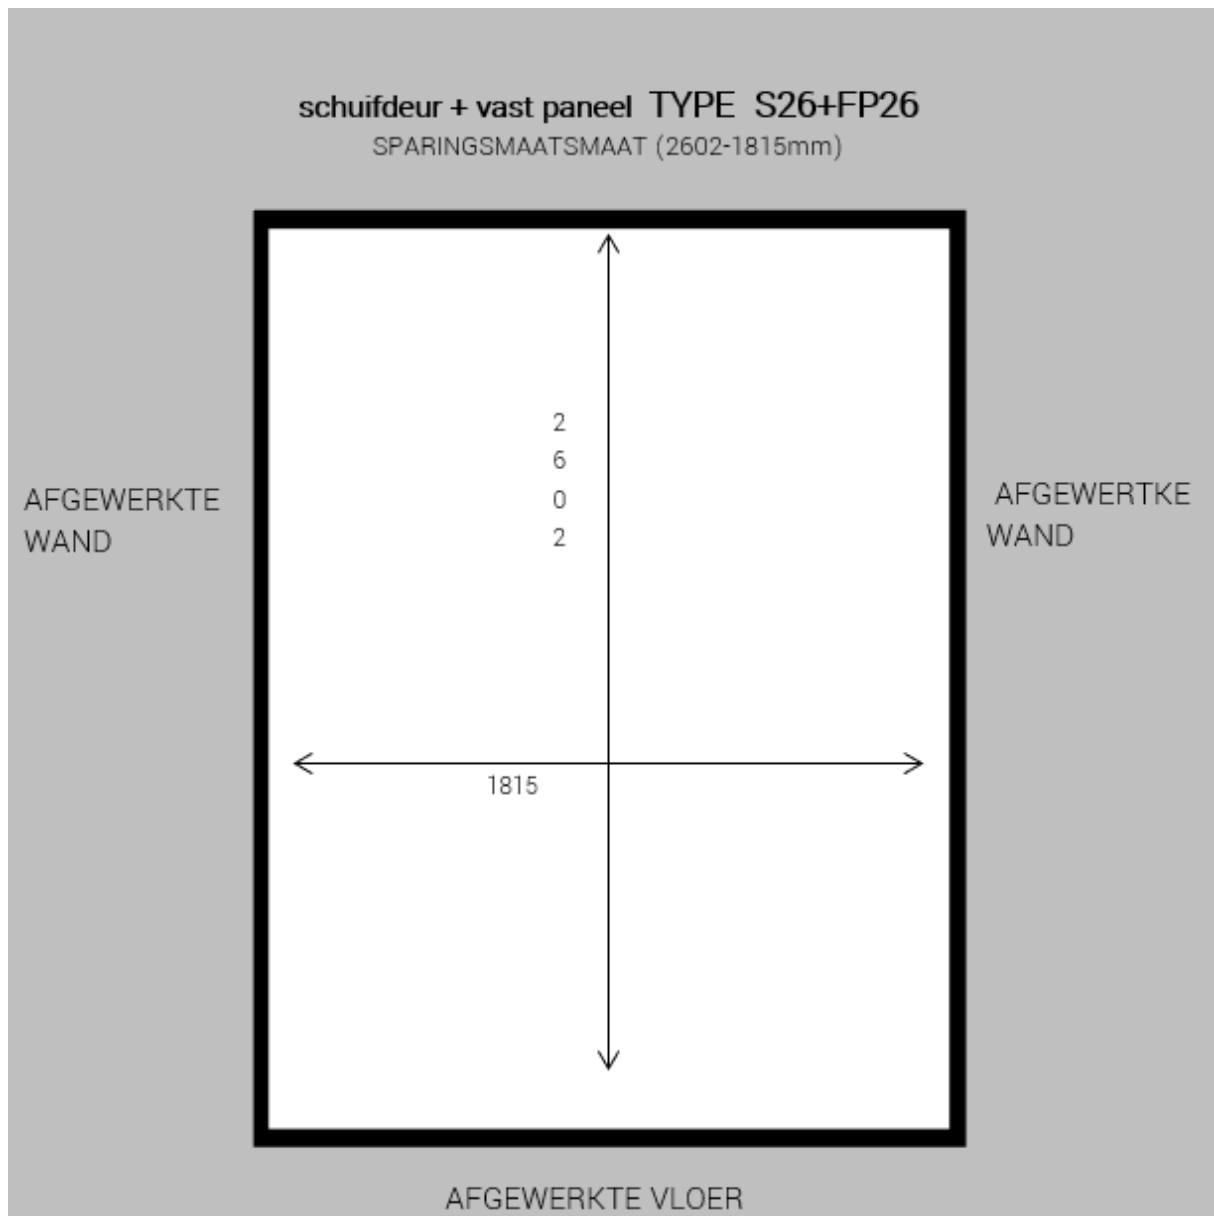 schuifdeur + vast paneel TYPE S26+FP26
SPARINGSMAATSMAAT (2602-1815mm)
2
6
0
2
AFGEWERKTE
WAND
AFGEWERTKE
WAND
1815
AFGEWERKTE VLOER